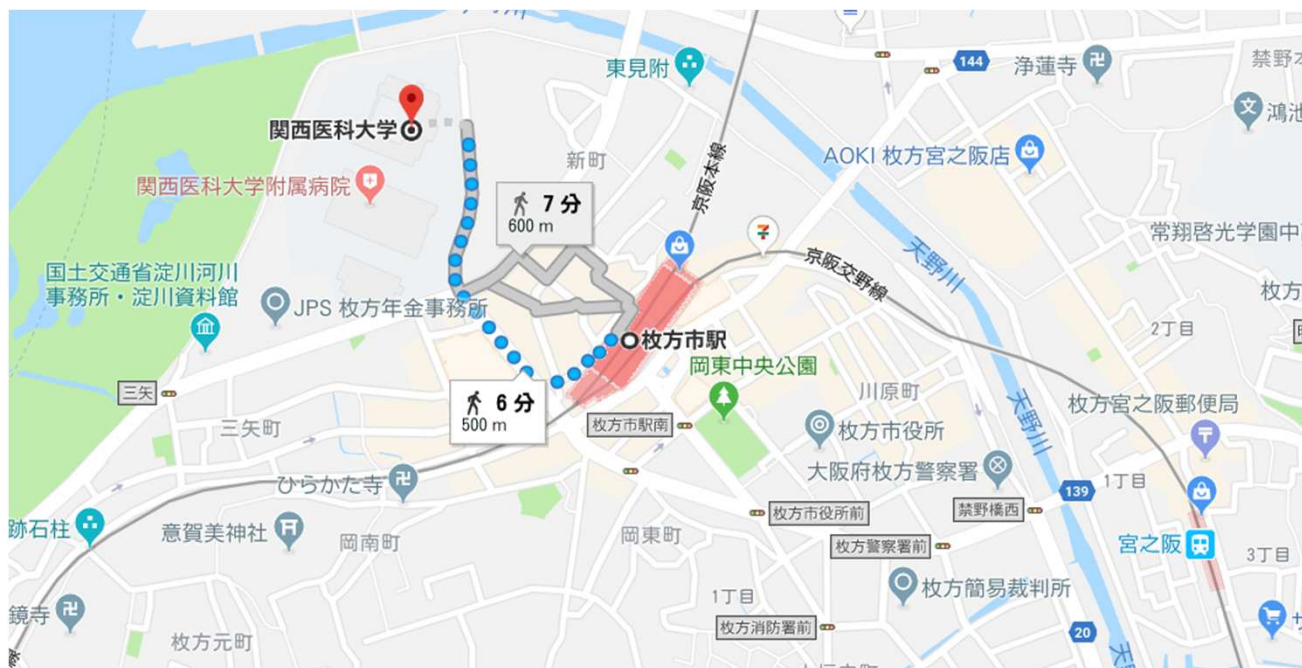 東見附
144
浄蓮寺
禁野本
鴻池
関西医科大学
新町
AOKI 枚方宮之阪店
京阪本線
関西医科大学附属病院
7 分
600 m
7
天野川
常翔啓光学園中
京阪交野線
国土交通省淀川河川
事務所・淀川資料館
JPS 枚方年金事務所
枚方
2丁目
枚方市駅
岡東中央公園
川原町
三矢
6 分
500 m
天野川
枚方宮之阪郵便局
三矢町
枚方市駅南
枚方市役所
大阪府枚方警察署
1丁目
139
ひらかた寺
禁野橋西
跡石柱
意賀美神社
岡南町
岡東町
枚方市役所前
枚方警察署前
宮之阪
3丁目
枚方簡易裁判所
鏡寺
1丁目
枚方消防署前
枚方元町
20
天
線